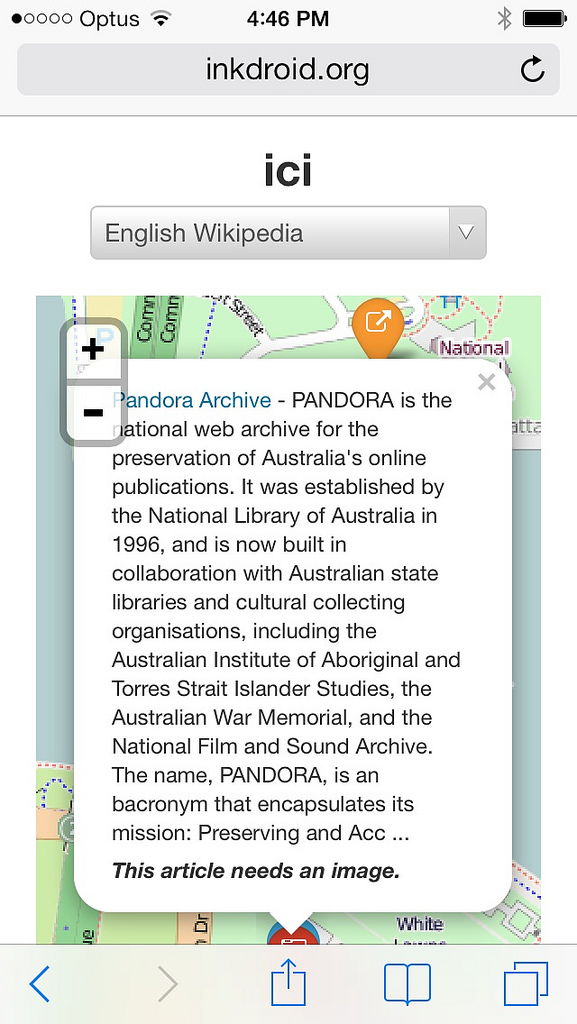 Optus 4:46 PM
inkdroid.org
ici
English Wikipedia
Street
National
+
−
Pandora Archive - PANDORA is the
national web archive for the
preservation of Australia's online
publications. It was established by
the National Library of Australia in
1996, and is now built in
collaboration with Australian state
libraries and cultural collecting
organisations, including the
Australian Institute of Aboriginal and
Torres Strait Islander Studies, the
Australian War Memorial, and the
National Film and Sound Archive.
The name, PANDORA, is an
bacronym that encapsulates its
mission: Preserving and Acc ...
This article needs an image.
White